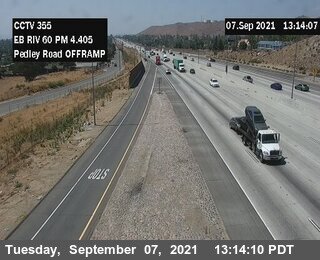 CCTV 355
EB RIV 60 PM 4.405
Pedley Road OFFRAMP
07.Sep 2021 13:14:07
STOP
Tuesday, September 07, 2021 13:14:10 PDT